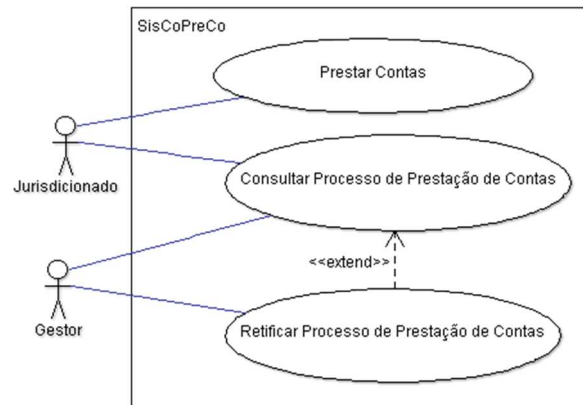 SisCoPreCo
Prestar Contas
Jurisdicionado
Consultar Processo de Prestação de Contas
<<extend>>
Gestor
Retificar Processo de Prestação de Contas